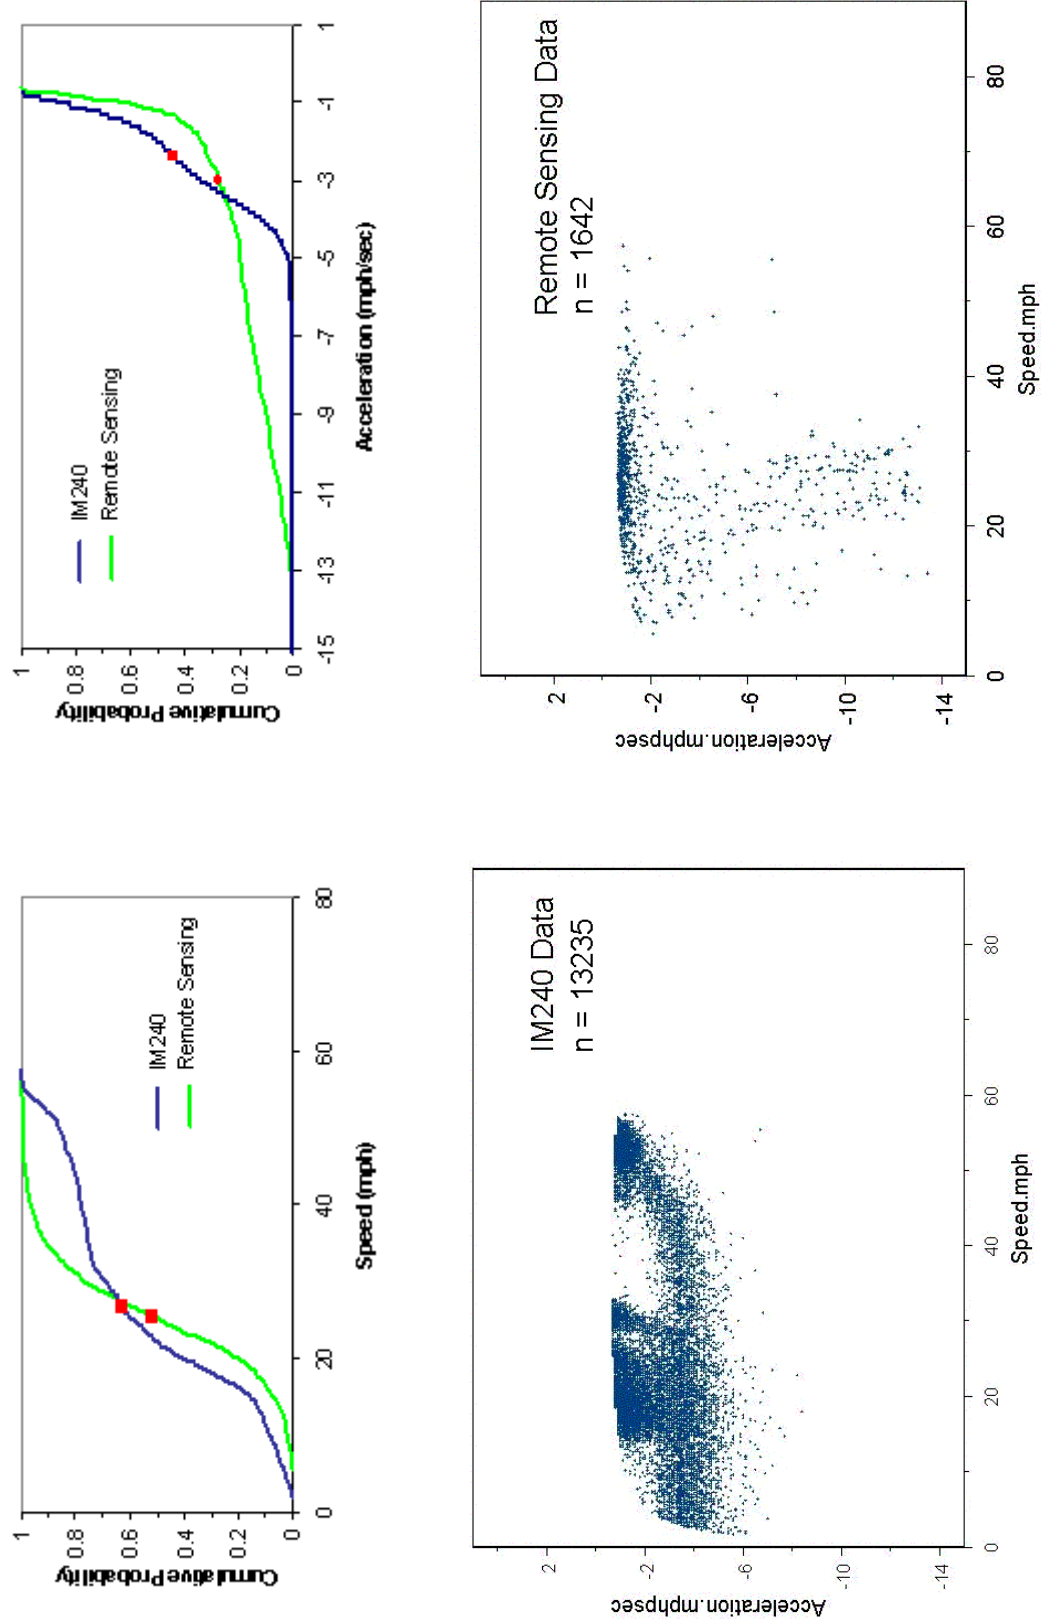 Cumulative Probability
1
0.8
0.6
0.4
0.2
0
0
20
40
60
80
Speed (mph)
IM240
Remote Sensing
Cumulative Probability
1
0.8
0.6
0.4
0.2
0
-15
-13
-11
-9
-7
-5
-3
-1
1
Acceleration (mph/sec)
IM240
Remote Sensing
IM240 Data
n = 13235
Acceleration.mphpsec
2
-2
-6
-10
-14
0
20
40
60
80
Speed.mph
Remote Sensing Data
n = 1642
Acceleration.mphpsec
2
-2
-6
-10
-14
0
20
40
60
80
Speed.mph